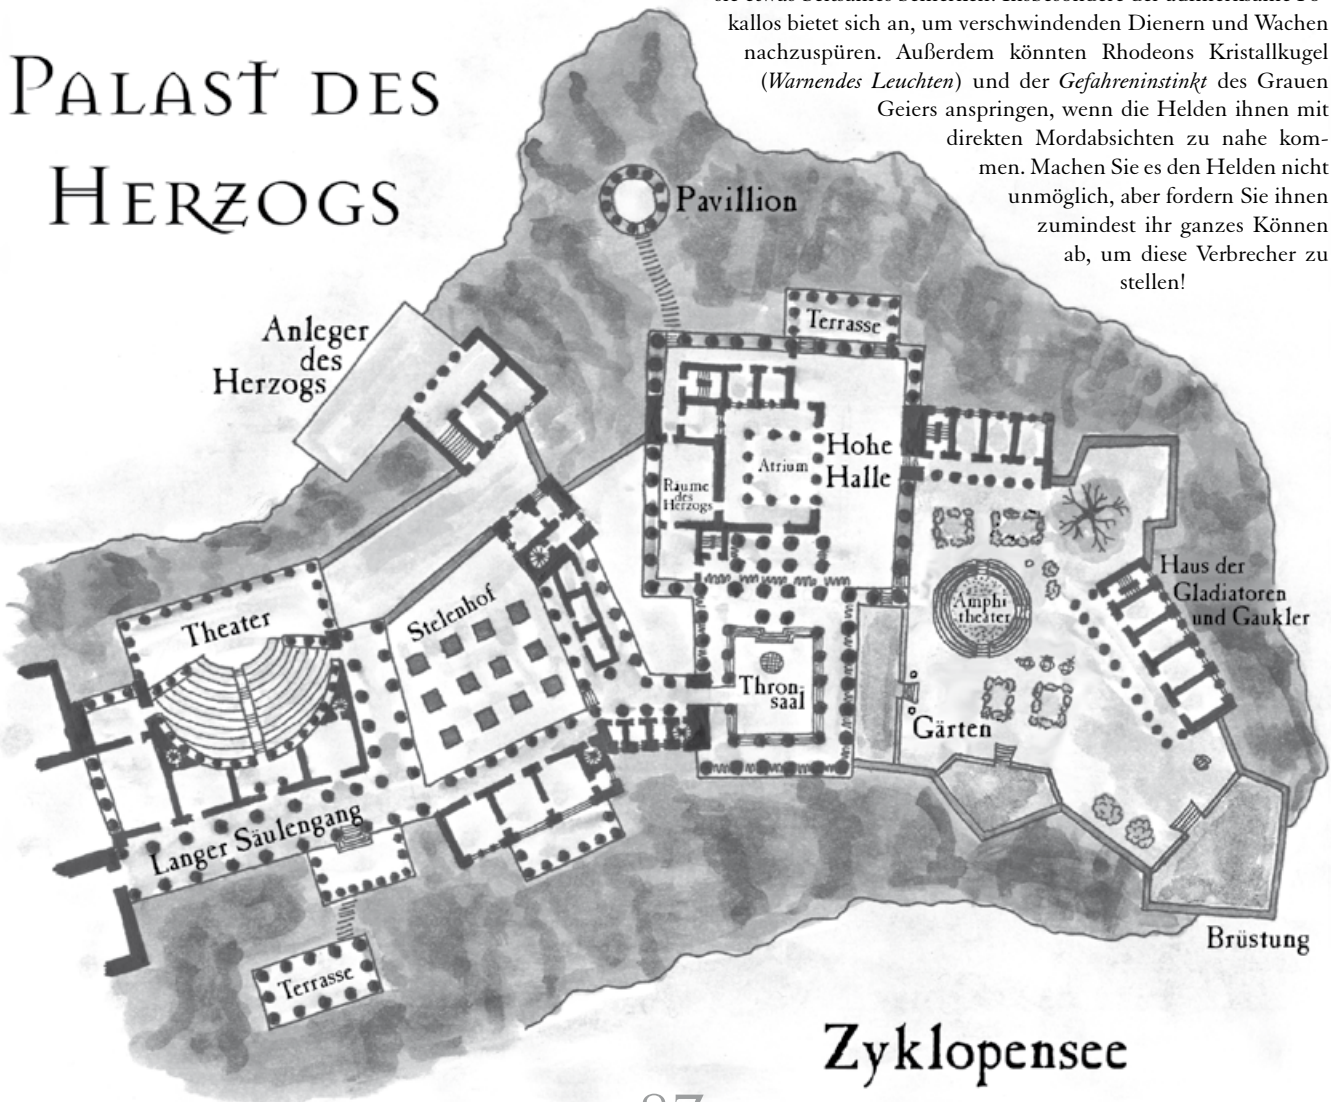 kallos bietet sich an, um verschwindenden Dienern und Wachen
nachzuspüren. Außerdem könnten Rhodeons Kristallkugel
(Warnendes Leuchten) und der Gefahreninstinkt des Grauen
Geiers anspringen, wenn die Helden ihnen mit
direkten Mordabsichten zu nahe kom-
men. Machen Sie es den Helden nicht
unmöglich, aber fordern Sie ihnen
zumindest ihr ganzes Können
ab, um diese Verbrecher zu
stellen!
PALAST DES
HERZOGS
Pavillion
Terrasse
Anleger
des
Herzogs
Hohe
Halle
Atrium
Raume
des
Herzogs
Haus der
Gladiatoren
und Gaukler
Amphi
theater
Stelenhof
Theater
Thron-
saal
Gärten
Langer Säulengang
Terrasse
Brüstung
Zyklopensee